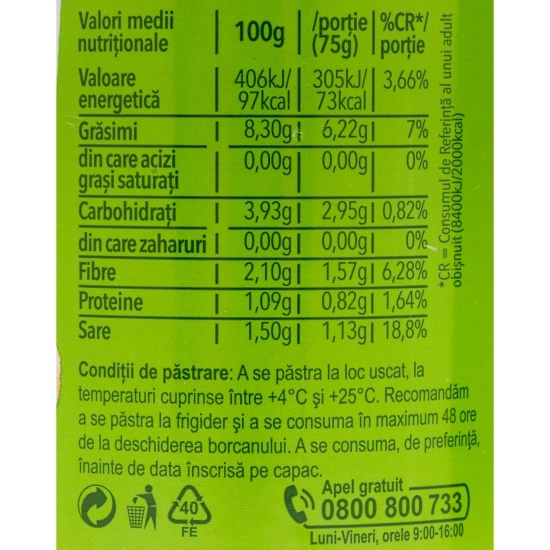 Valori medii nutriționale | 100g | /porție (75g) | %CR*/ porție
Valoare energetică 406kJ/ 97kcal | 305kJ/ 73kcal | 3,66%
Grăsimi 8,30g | 6,22g | 7%
din care acizi grași saturați 0,00g | 0,00g | 0%
Carbohidrați | 3,93g | 2,95g | 0,82%
din care zaharuri | 0,00g | 0,00g | 0%
Fibre | 2,10g | 1,57g | 6,28%
Proteine | 1,09g | 0,82g | 1,64%
Sare | 1,50g | 1,13g | 18,8%
*CR = Consumul de Referință al unui adult
obișnuit (8400kJ/2000kcal)
Condiții de păstrare: A se păstra la loc uscat, la
temperaturi cuprinse între +4°C și +25°C. Recomandăm
a se păstra la frigider și a se consuma în maximum 48 ore
de la deschiderea borcanului. A se consuma, de preferință,
înainte de data înscrisă pe capac.
40
FE
Apel gratuit
0800 800 733
Luni-Vineri, orele 9:00-16:00